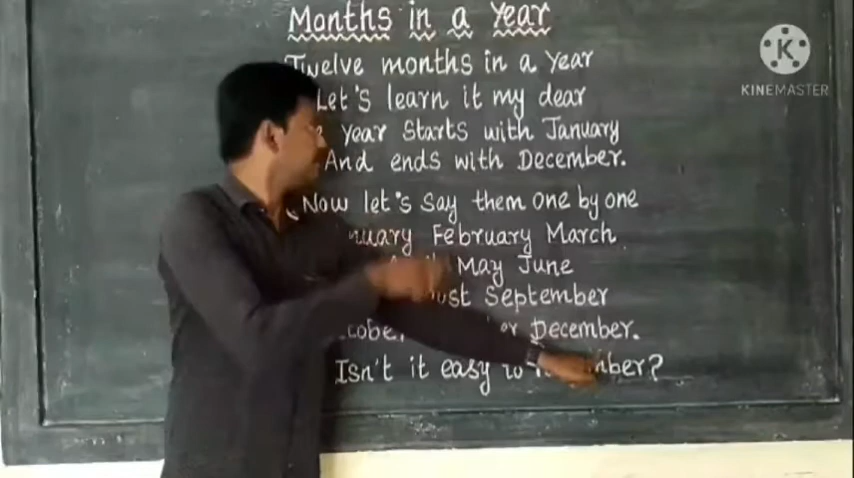 Months in a Year
Twelve months in a Year
Let's learn it my dear
Year Starts with January
And ends with December.
Now let's say them one by one
February March
May June
September
December.
Isn't it easy to
KINEMASTER